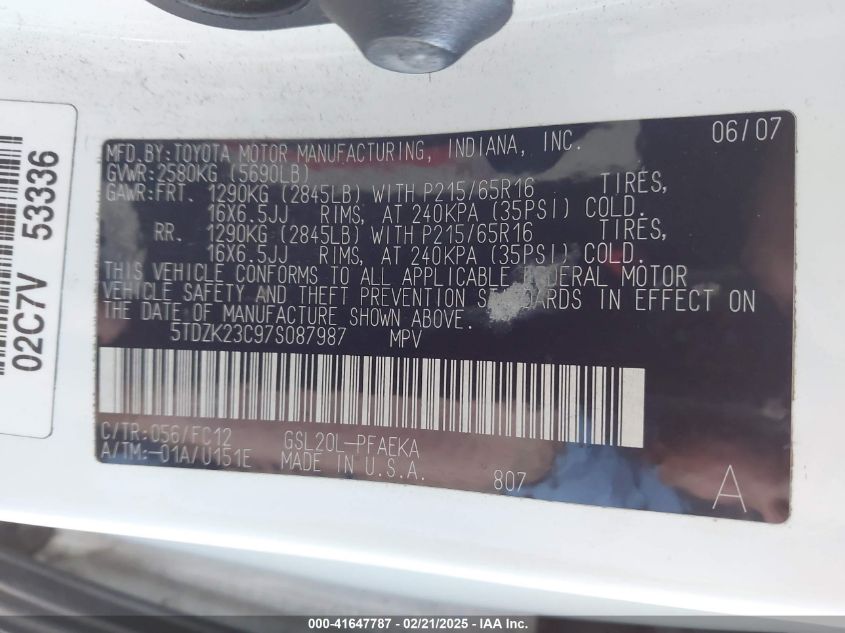 02C7V 53336
MFD.BY:TOYOTA MOTOR MANUFACTURING, INDIANA, INC. 06/07
GVWR:2580KG (5690LB)
GAWR:FRT. 1290KG (2845LB) WITH P215/65R16 TIRES,
16X6.5JJ RIMS, AT 240KPA (35PSI) COLD.
RR. 1290KG (2845LB) WITH P215/65R16 TIRES,
16X6.5JJ RIMS, AT 240KPA (35PSI) COLD.
THIS VEHICLE CONFORMS TO ALL APPLICABLE FEDERAL MOTOR
VEHICLE SAFETY AND THEFT PREVENTION STANDARDS IN EFFECT ON
THE DATE OF MANUFACTURE SHOWN ABOVE.
5TDZK23C97S087987 MPV
C/TR:056/FC12 GSL20L-PFAEKA
A/TM:-01A/U151E MADE IN U.S.A. 807 A
000-41647787 - 02/21/2025 - IAA Inc.